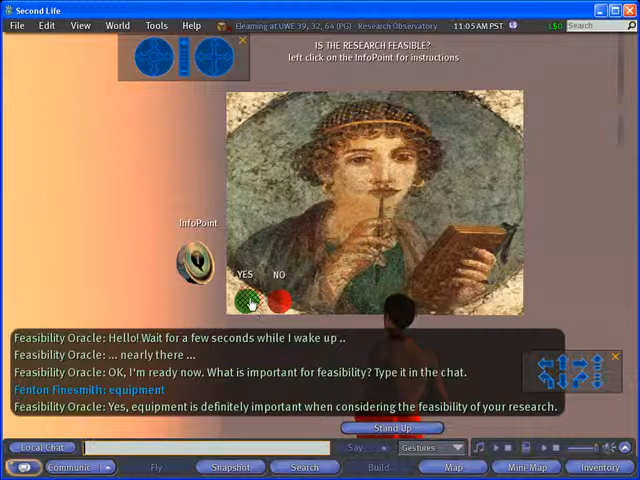 Second Life
File Edit View World Tools Help Elearning at UWE 39, 32, 64 (PG) - Research Observatory 11:05 AM PST L$0 Search
IS THE RESEARCH FEASIBLE?
left click on the InfoPoint for instructions
InfoPoint
YES NO
Feasibility Oracle: Hello! Wait for a few seconds while I wake up ..
Feasibility Oracle: ... nearly there ...
Feasibility Oracle: OK, I'm ready now. What is important for feasibility? Type it in the chat.
Fenton Finesmith: equipment
Feasibility Oracle: Yes, equipment is definitely important when considering the feasibility of your research.
Stand Up
Local Chat Say Gestures
Communic Fly Snapshot Search Build Map Mini-Map Inventory